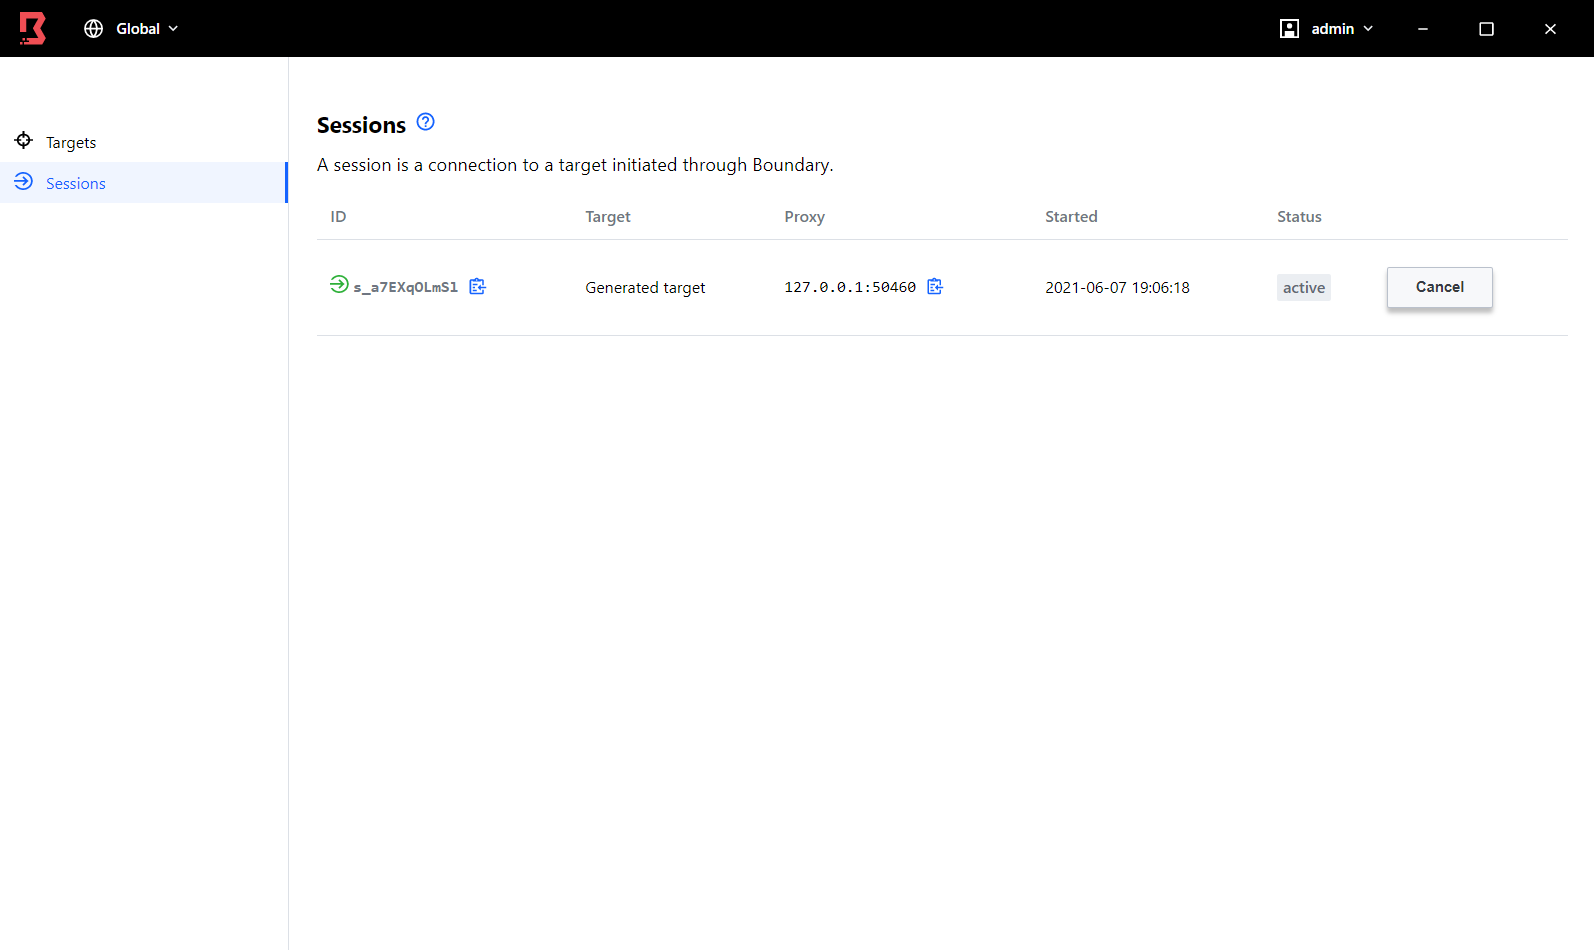 Global
admin
Targets
Sessions
Sessions
A session is a connection to a target initiated through Boundary.
ID Target Proxy Started Status
s_a7EXqOLmSl Generated target 127.0.0.1:50460 2021-06-07 19:06:18 active Cancel